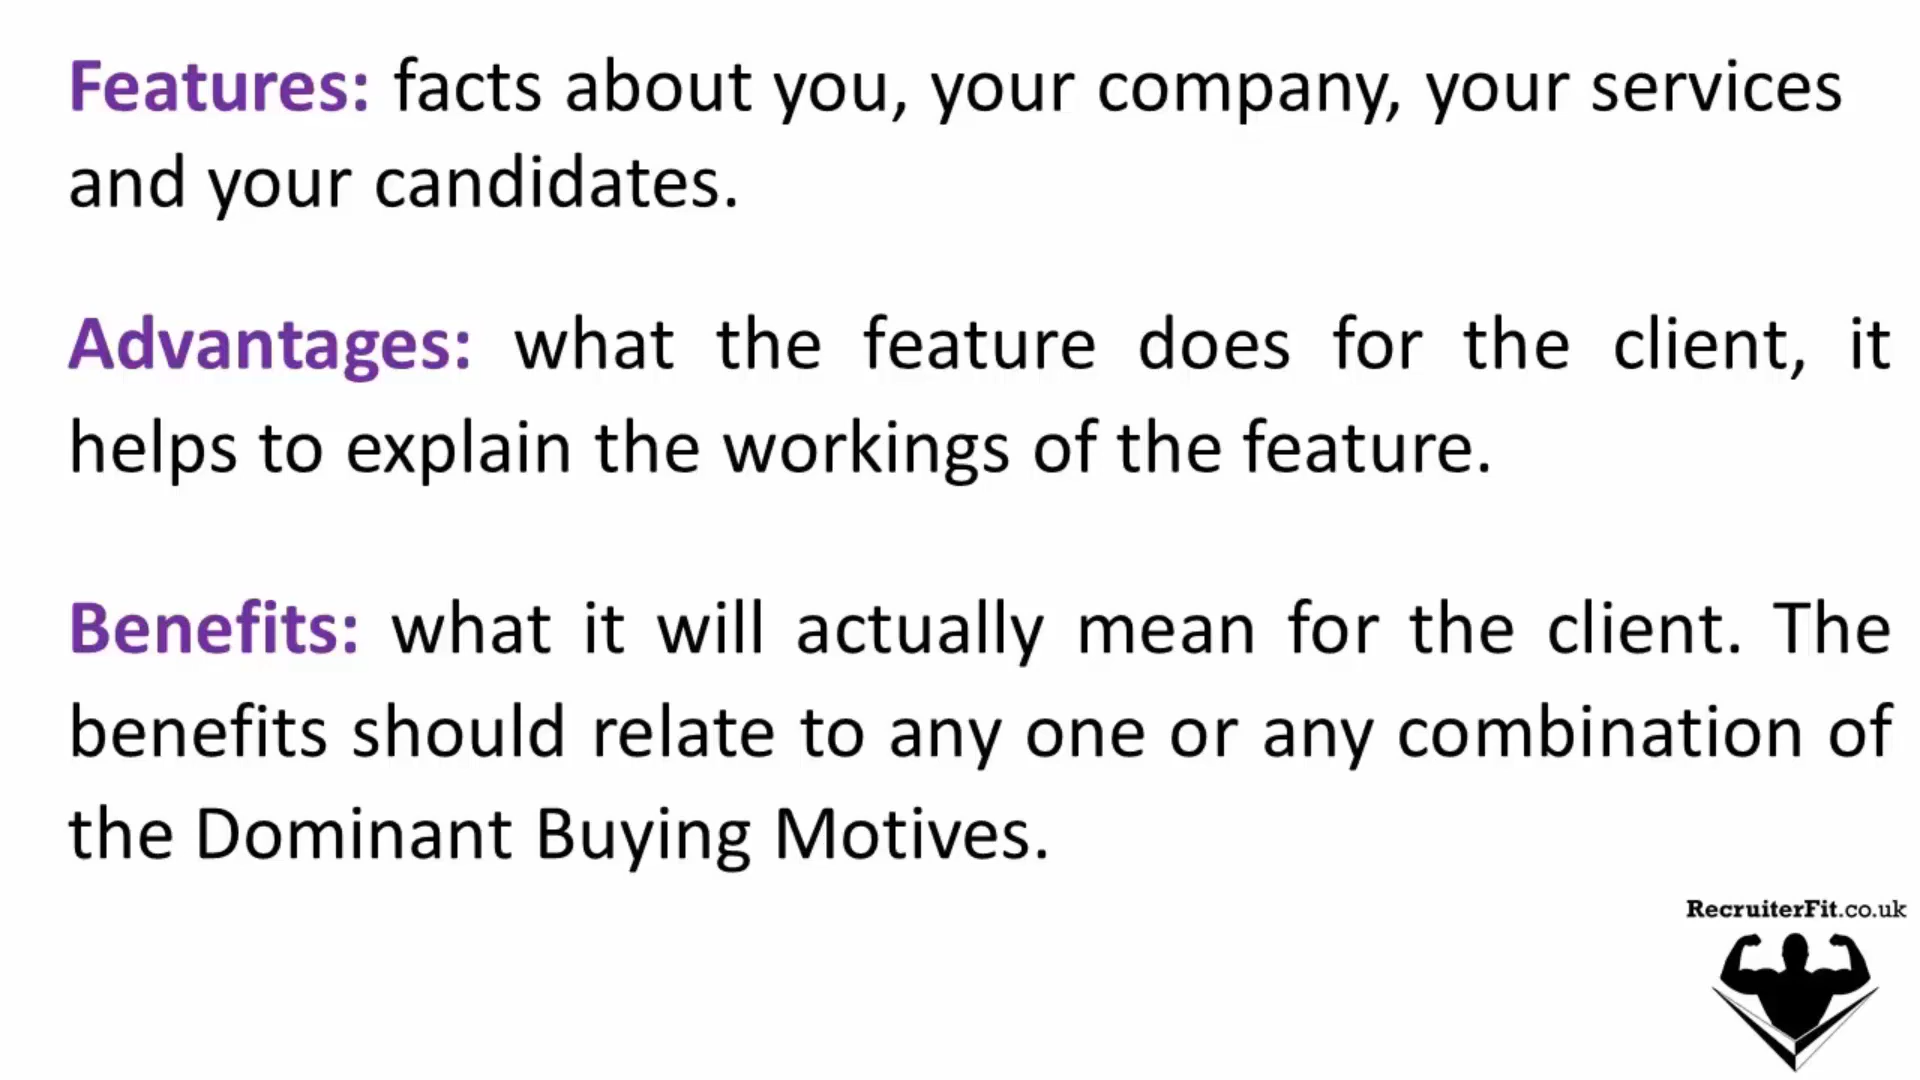 Features: facts about you, your company, your services
and your candidates.
Advantages: what the feature does for the client, it
helps to explain the workings of the feature.
Benefits: what it will actually mean for the client. The
benefits should relate to any one or any combination of
the Dominant Buying Motives.
RecruiterFit.co.uk